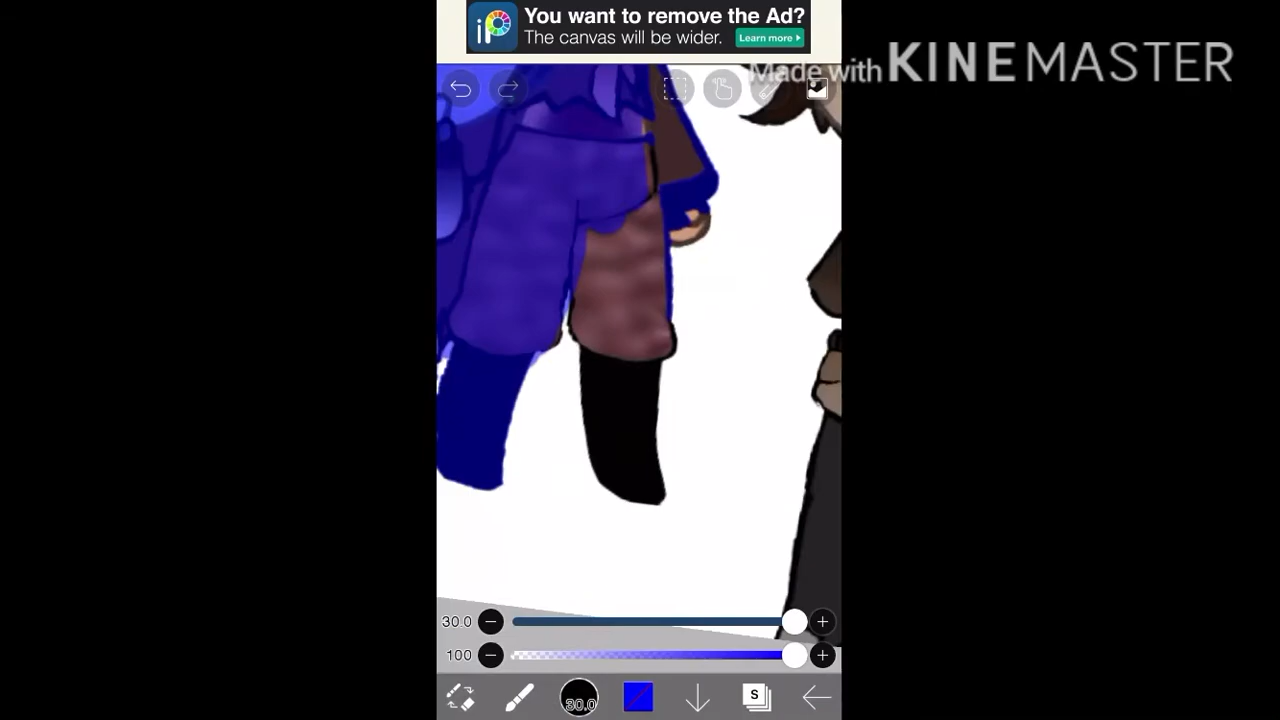 iP
You want to remove the Ad?
The canvas will be wider.
Learn more
Made with KINEMASTER
30.0
100
30.0
S